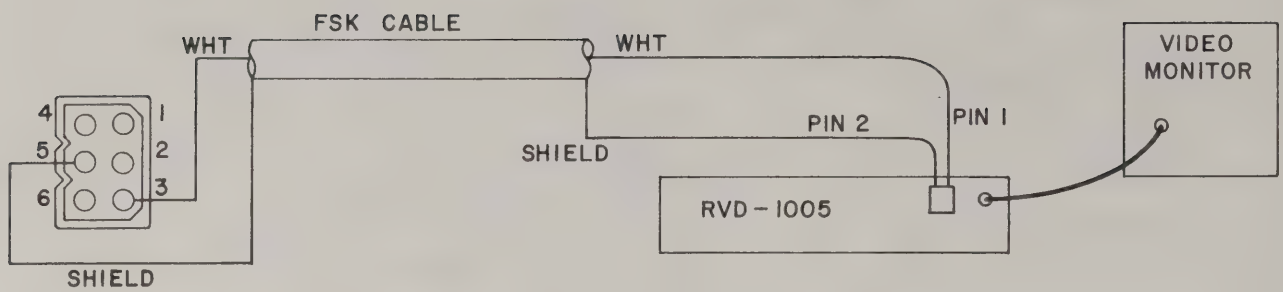 FSK CABLE
WHT
WHT
VIDEO
MONITOR
4
1
5
2
6
3
PIN 2
PIN 1
SHIELD
RVD-1005
SHIELD